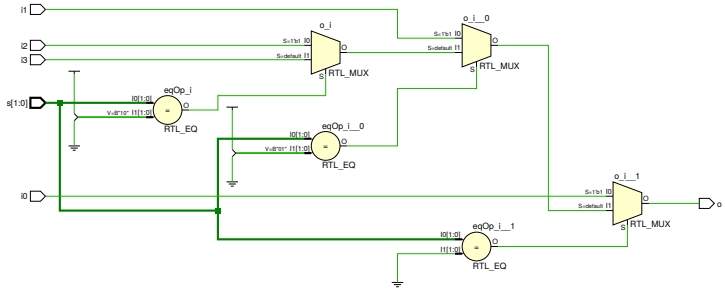 i1
o_i
o_i__0
S=1'b1 I0
O
i2
S=1'b1 I0
O
S=default I1
i3
S=default I1
S
RTL_MUX
S
RTL_MUX
eqOp_i
s[1:0]
I0[1:0]
O
=
V=B"10" I1[1:0]
RTL_EQ
eqOp_i__0
I0[1:0]
O
=
V=B"01" I1[1:0]
RTL_EQ
o_i__1
i0
S=1'b1 I0
O
o
S=default I1
S
RTL_MUX
eqOp_i__1
I0[1:0]
O
=
I1[1:0]
RTL_EQ